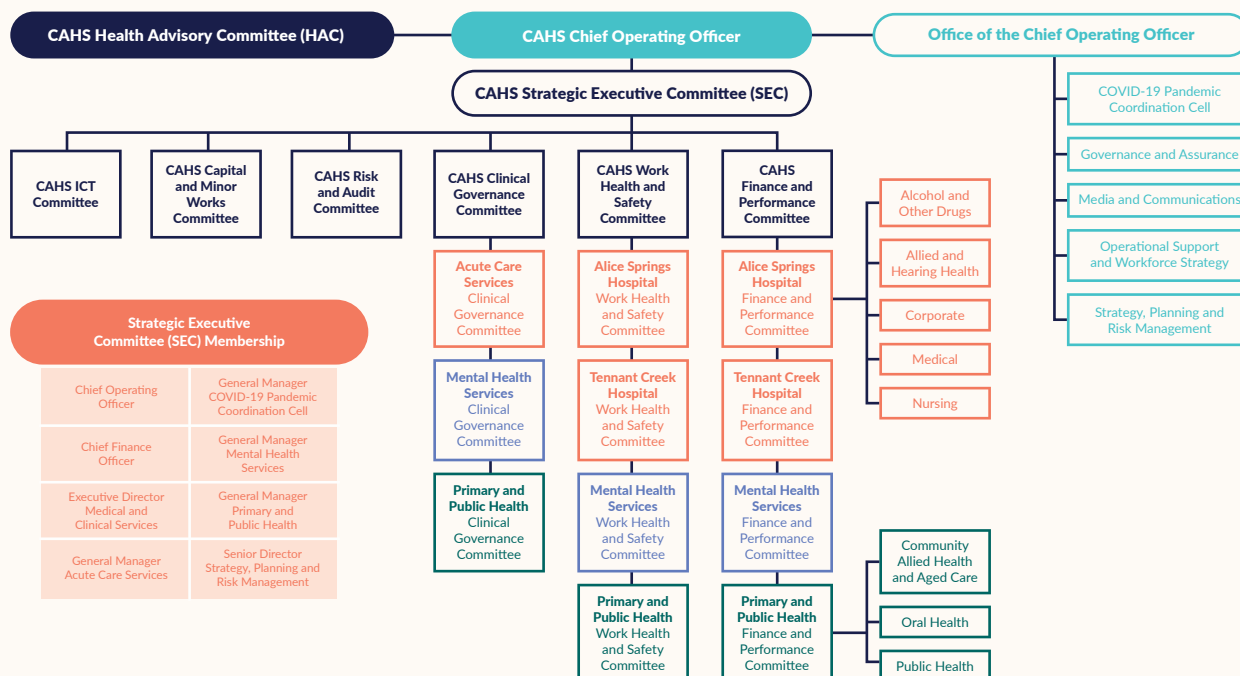 CAHS Health Advisory Committee (HAC)
CAHS Chief Operating Officer
Office of the Chief Operating Officer
CAHS Strategic Executive Committee (SEC)
COVID-19 Pandemic
Coordination Cell
Governance and Assurance
Media and Communications
Operational Support
and Workforce Strategy
Strategy, Planning and
Risk Management
CAHS ICT
Committee
CAHS Capital
and Minor
Works
Committee
CAHS Risk
and Audit
Committee
CAHS Clinical
Governance
Committee
CAHS Work
Health and
Safety
Committee
CAHS
Finance and
Performance
Committee
Acute Care
Services
Clinical
Governance
Committee
Mental Health
Services
Clinical
Governance
Committee
Primary and
Public Health
Clinical
Governance
Committee
Alice Springs
Hospital
Work Health
and Safety
Committee
Tennant Creek
Hospital
Work Health
and Safety
Committee
Mental Health
Services
Work Health
and Safety
Committee
Primary and
Public Health
Work Health
and Safety
Committee
Alice Springs
Hospital
Finance and
Performance
Committee
Tennant Creek
Hospital
Finance and
Performance
Committee
Mental Health
Services
Finance and
Performance
Committee
Primary and
Public Health
Finance and
Performance
Committee
Alcohol and
Other Drugs
Allied and
Hearing Health
Corporate
Medical
Nursing
Community
Allied Health
and Aged Care
Oral Health
Public Health
Strategic Executive
Committee (SEC) Membership
Chief Operating
Officer
General Manager
COVID-19 Pandemic
Coordination Cell
Chief Finance
Officer
General Manager
Mental Health
Services
Executive Director
Medical and
Clinical Services
General Manager
Primary and
Public Health
General Manager
Acute Care Services
Senior Director
Strategy, Planning and
Risk Management